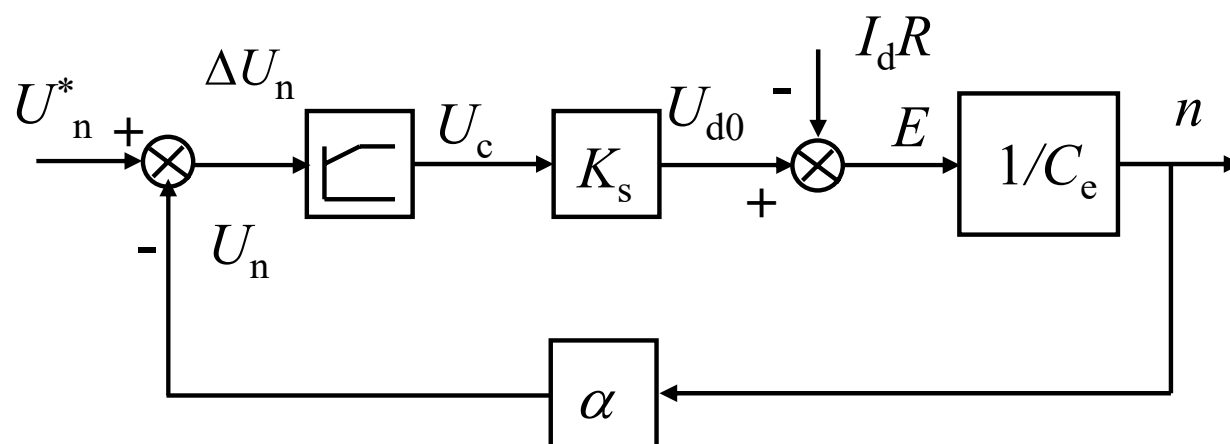 U*n
+
ΔUn
Uc
Ks
Ud0
+
-
IdR
E
1/Ce
n
-
Un
α